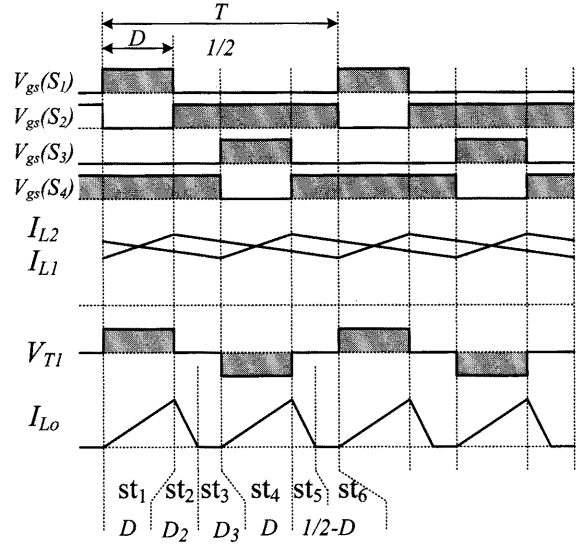 T
D 1/2
Vgs(S1)
Vgs(S2)
Vgs(S3)
Vgs(S4)
IL2
IL1
VT1
ILo
st1 st2 st3 st4 st5 st6
D D2 D3 D 1/2-D